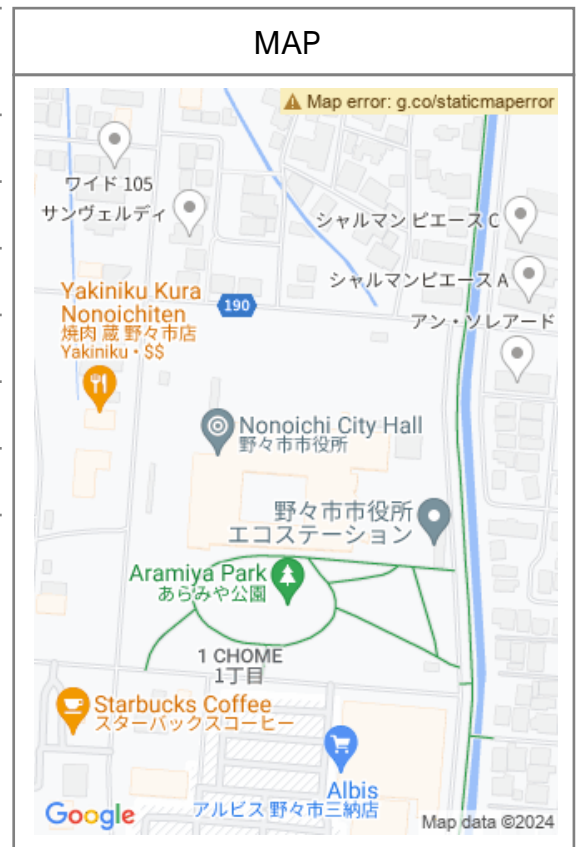 MAP
Map error: g.co/staticmaperror
ワイド 105
サンヴェルディ
シャルマン ピエース C
シャルマンピエース A
Yakiniku Kura
Nonoichiten
焼肉 蔵 野々市店
Yakiniku・$$
190
アン・ソレアード
Nonoichi City Hall
野々市市役所
野々市市役所
エコステーション
Aramiya Park
あらみや公園
1 CHOME
1丁目
Starbucks Coffee
スターバックスコーヒー
Albis
アルビス 野々市三納店
Google
Map data ©2024